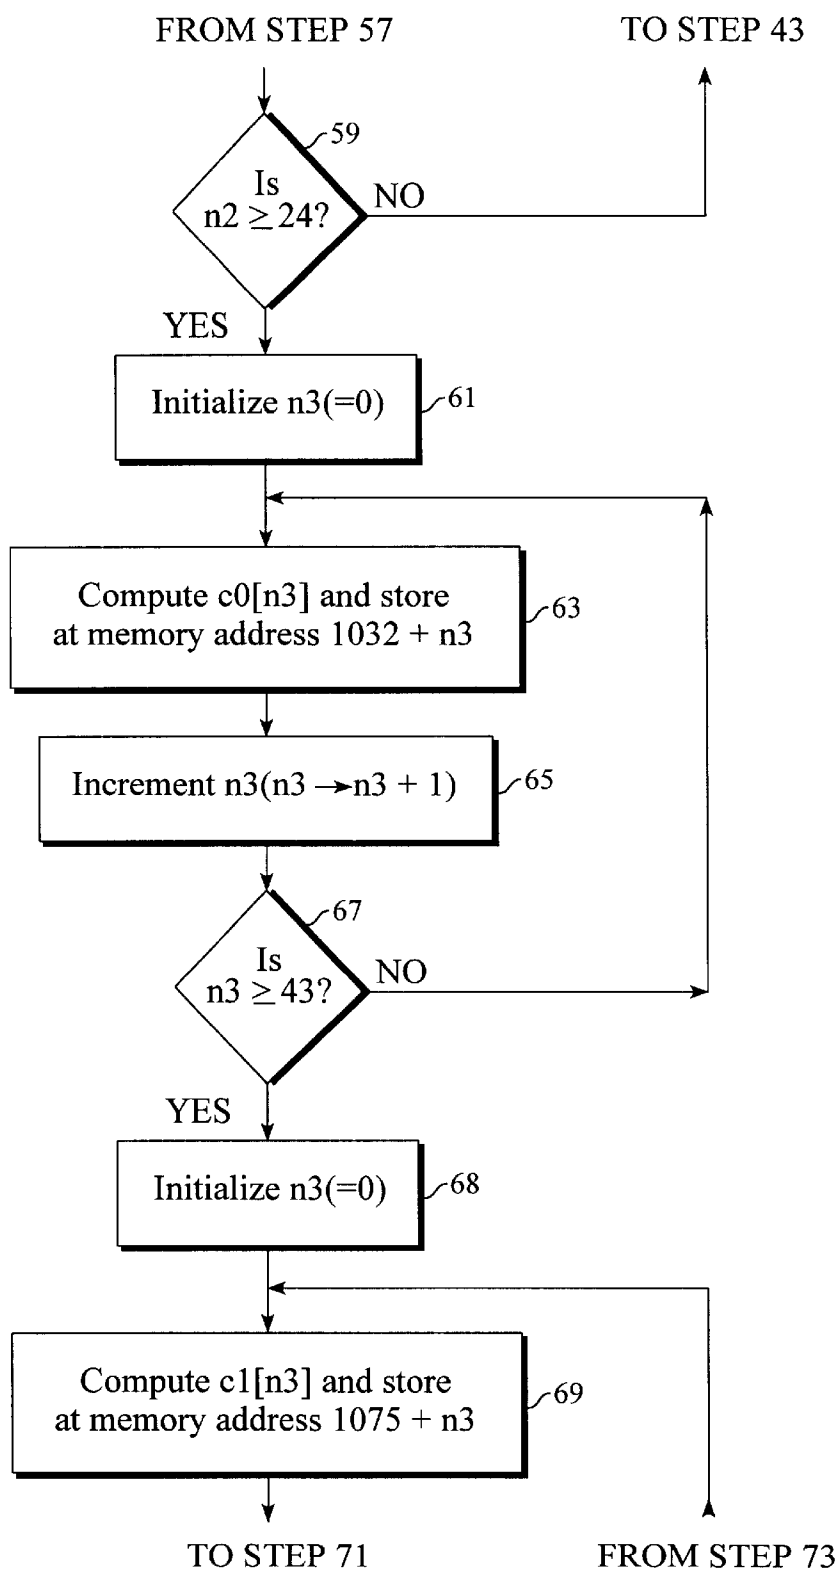 FROM STEP 57
TO STEP 43
59
Is
n2 ≥ 24?
NO
YES
Initialize n3(=0)
61
Compute c0[n3] and store
at memory address 1032 + n3
63
Increment n3(n3 → n3 + 1)
65
67
Is
n3 ≥ 43?
NO
YES
Initialize n3(=0)
68
Compute c1[n3] and store
at memory address 1075 + n3
69
TO STEP 71
FROM STEP 73